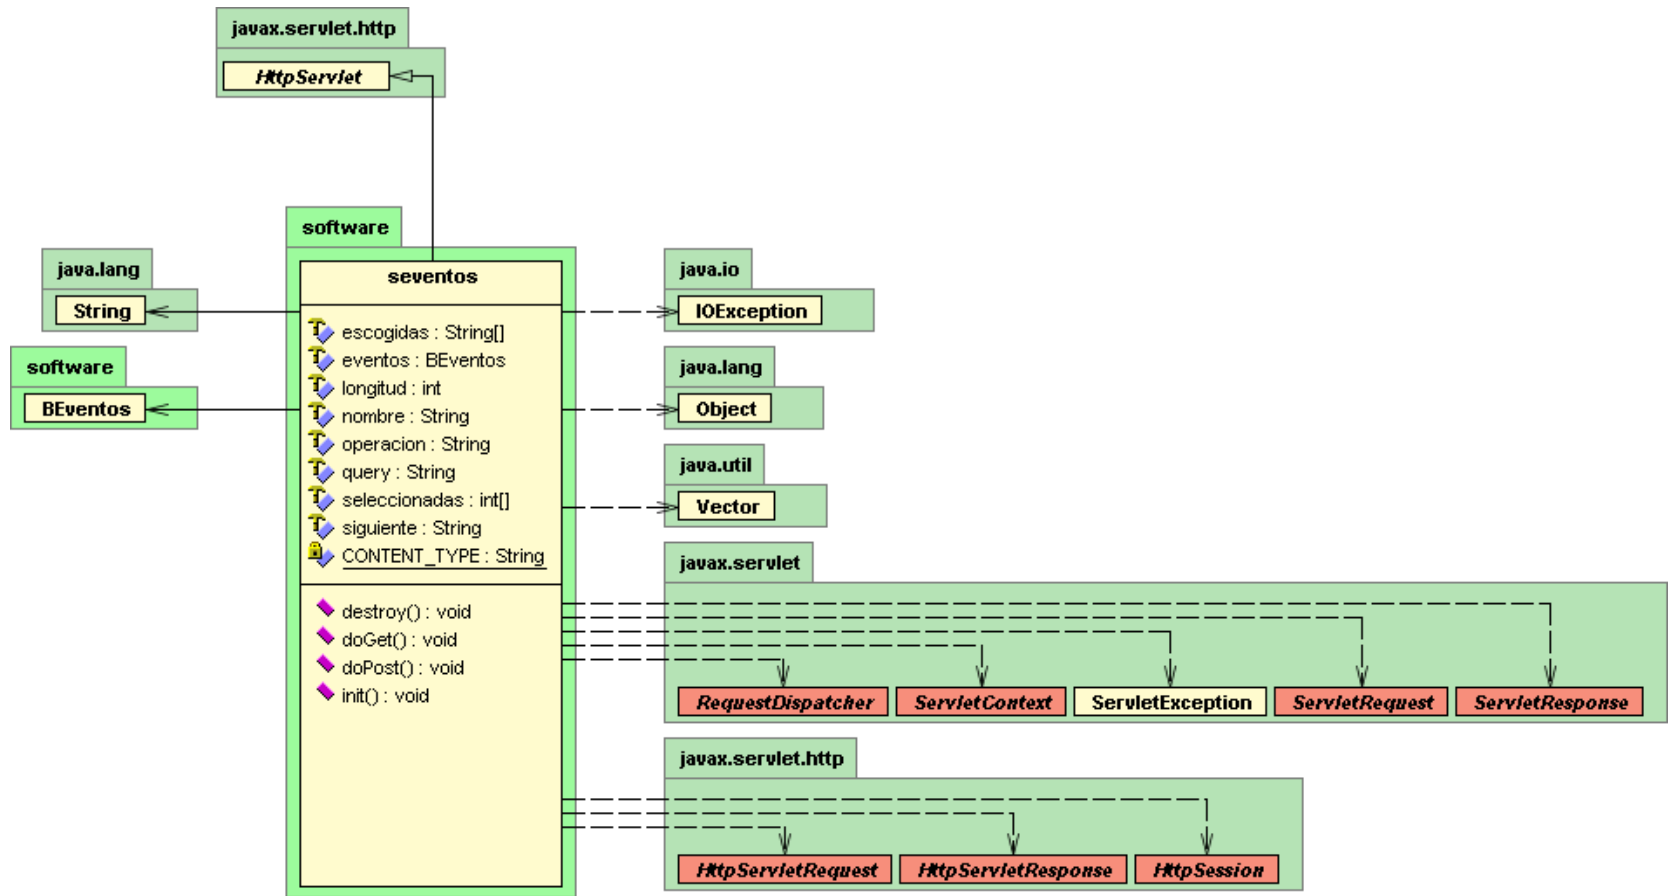 javax.servlet.http
HttpServlet
software
seventos
escogidas : String[]
eventos : BEventos
longitud : int
nombre : String
operacion : String
query : String
seleccionadas : int[]
siguiente : String
CONTENT_TYPE : String
destroy() : void
doGet() : void
doPost() : void
init() : void
java.lang
String
software
BEventos
java.io
IOException
java.lang
Object
java.util
Vector
javax.servlet
RequestDispatcher
ServletContext
ServletException
ServletRequest
ServletResponse
javax.servlet.http
HttpServletRequest
HttpServletResponse
HttpSession